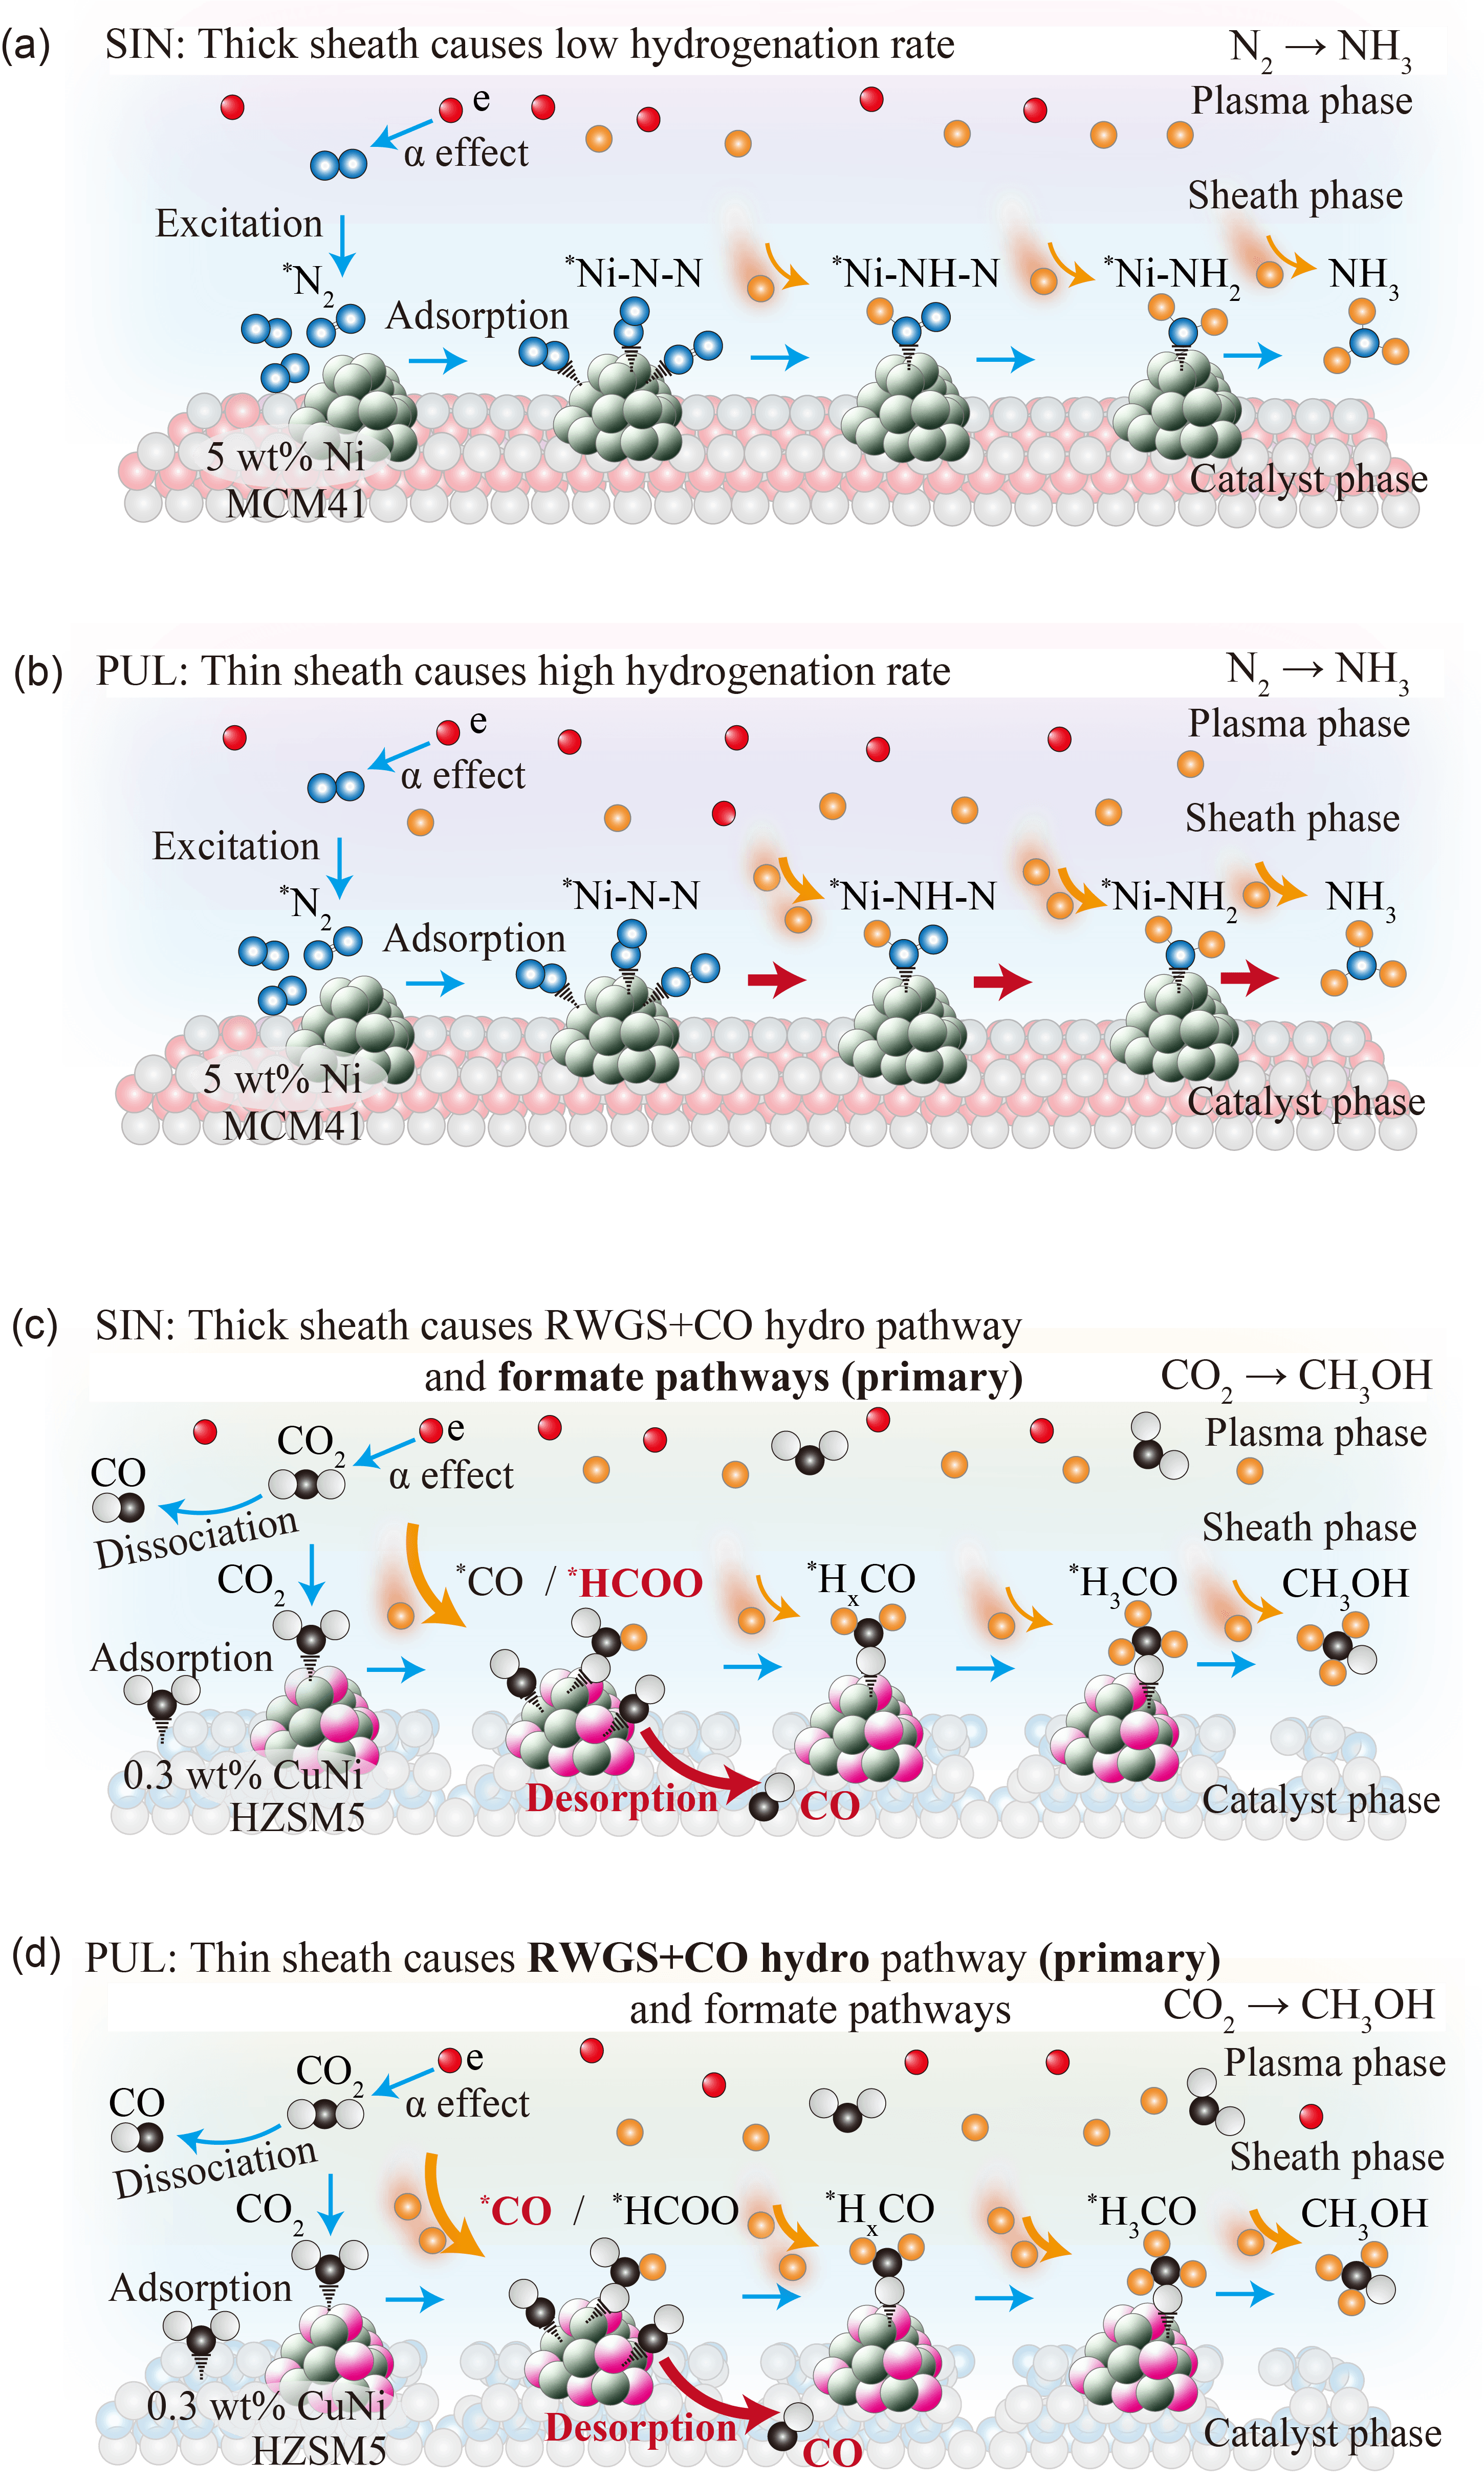 (a) SIN: Thick sheath causes low hydrogenation rate N₂ → NH₃
Plasma phase
e
α effect
Sheath phase
Excitation
*N₂
*Ni-N-N
*Ni-NH-N
*Ni-NH₂
NH₃
Adsorption
5 wt% Ni
MCM41
Catalyst phase
(b) PUL: Thin sheath causes high hydrogenation rate N₂ → NH₃
Plasma phase
e
α effect
Sheath phase
Excitation
*N₂
*Ni-N-N
*Ni-NH-N
*Ni-NH₂
NH₃
Adsorption
5 wt% Ni
MCM41
Catalyst phase
(c) SIN: Thick sheath causes RWGS+CO hydro pathway
and formate pathways (primary) CO₂ → CH₃OH
Plasma phase
e
CO₂
α effect
CO
Dissociation
Sheath phase
CO₂
*CO / *HCOO
*HₓCO
*H₃CO
CH₃OH
Adsorption
0.3 wt% CuNi
HZSM5
Desorption
CO
Catalyst phase
(d) PUL: Thin sheath causes RWGS+CO hydro pathway (primary)
and formate pathways CO₂ → CH₃OH
Plasma phase
e
CO₂
α effect
CO
Dissociation
Sheath phase
CO₂
*CO / *HCOO
*HₓCO
*H₃CO
CH₃OH
Adsorption
0.3 wt% CuNi
HZSM5
Desorption
CO
Catalyst phase